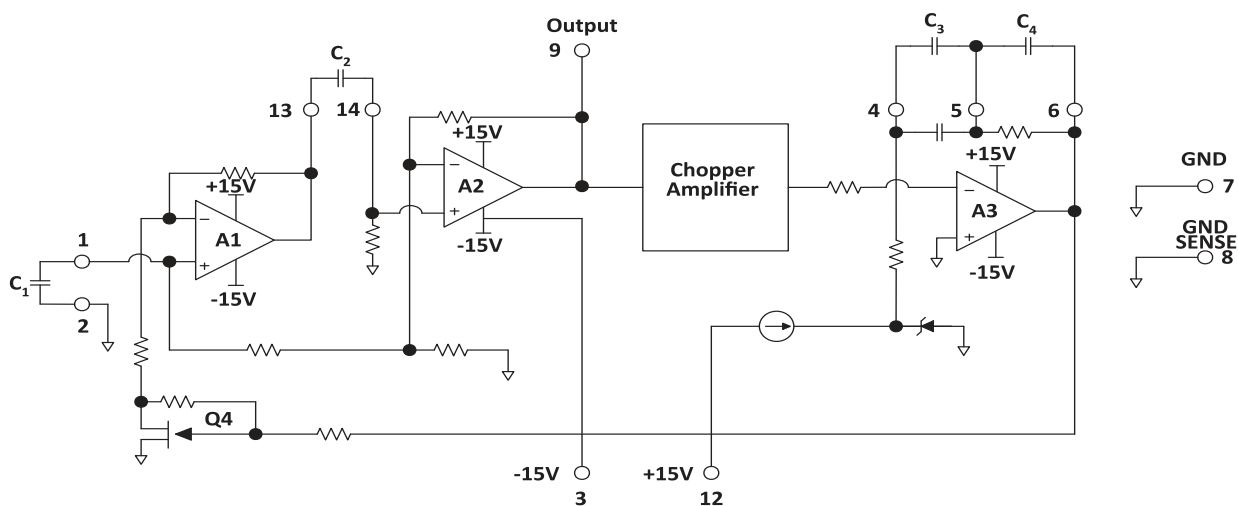 Output
9
C3
C4
C2
13
14
4
5
6
+15V
+15V
+15V
Chopper
Amplifier
GND
7
A2
A1
A3
GND
SENSE
8
1
-15V
-15V
-15V
C1
2
Q4
-15V
3
+15V
12